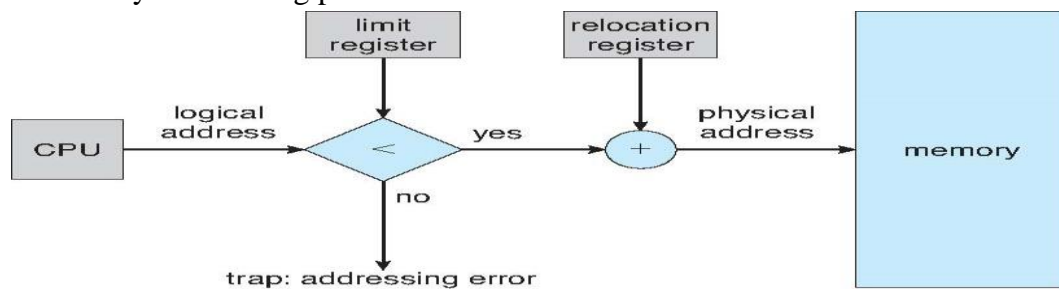 limit
register
relocation
register
logical
address
yes
physical
address
CPU
<
+
memory
no
trap: addressing error